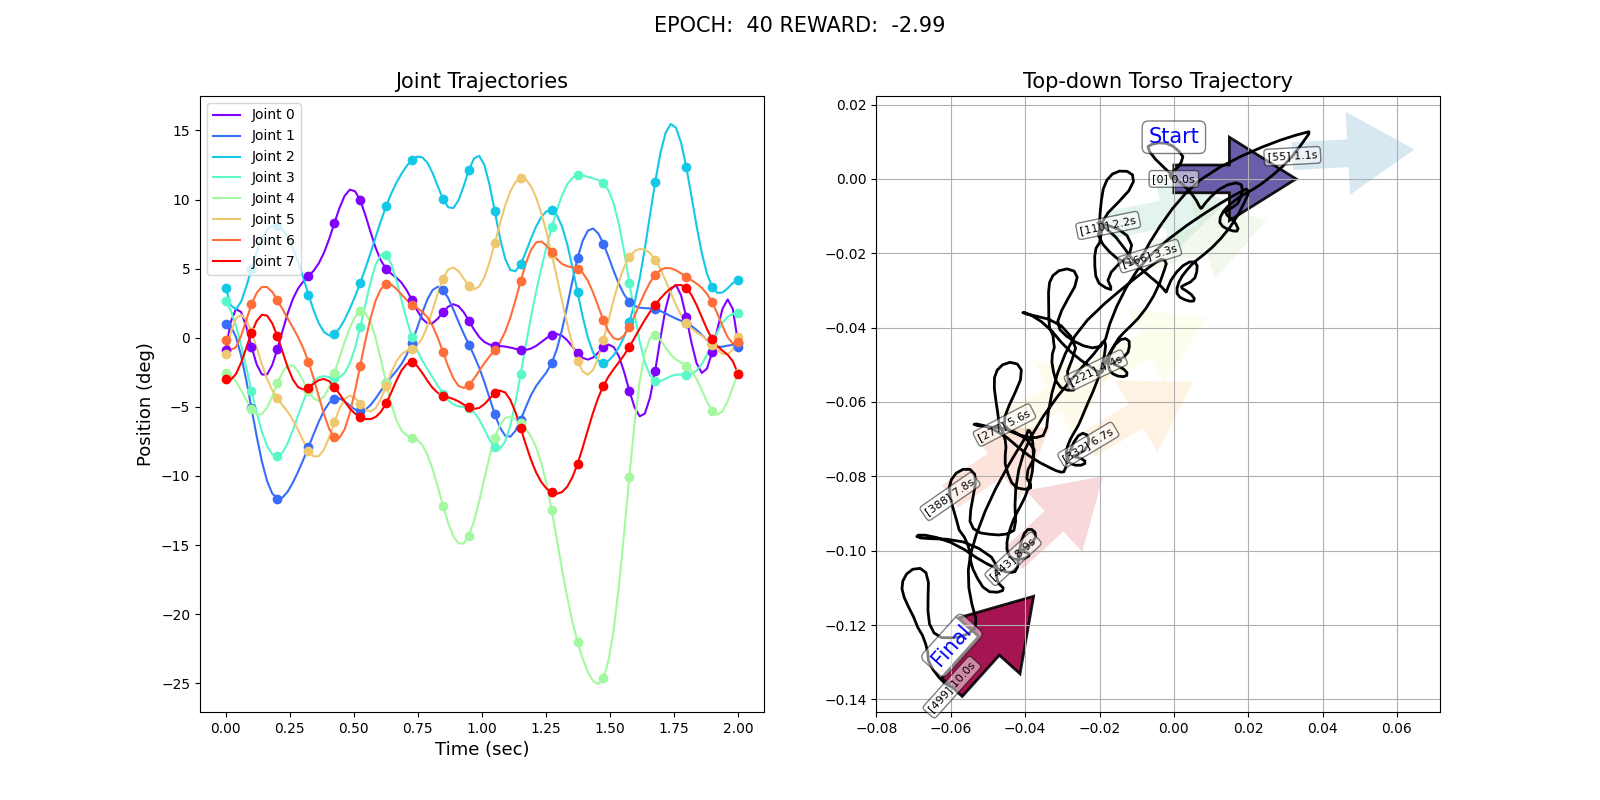 EPOCH:  40 REWARD:  -2.99
Joint Trajectories
Position (deg)
15
10
5
0
−5
−10
−15
−20
−25
Joint 0
Joint 1
Joint 2
Joint 3
Joint 4
Joint 5
Joint 6
Joint 7
0.00 0.25 0.50 0.75 1.00 1.25 1.50 1.75 2.00
Time (sec)
Top-down Torso Trajectory
0.02
0.00
−0.02
−0.04
−0.06
−0.08
−0.10
−0.12
−0.14
Start
[0] 0.0s
[55] 1.1s
[110] 2.2s
[166] 3.3s
[221] 4.4s
5.6s
[332] 6.7s
[388] 7.8s
[443] 8.9s
Final
[499] 10.0s
−0.08 −0.06 −0.04 −0.02 0.00 0.02 0.04 0.06